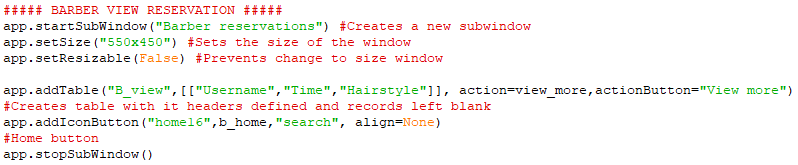 ##### BARBER VIEW RESERVATION #####
app.startSubWindow("Barber reservations") #Creates a new subwindow
app.setSize("550x450") #Sets the size of the window
app.setResizable(False) #Prevents change to size window
app.addTable("B_view",[["Username","Time","Hairstyle"]], action=view_more,actionButton="View more")
#Creates table with it headers defined and records left blank
app.addIconButton("home16",b_home,"search", align=None)
#Home button
app.stopSubWindow()